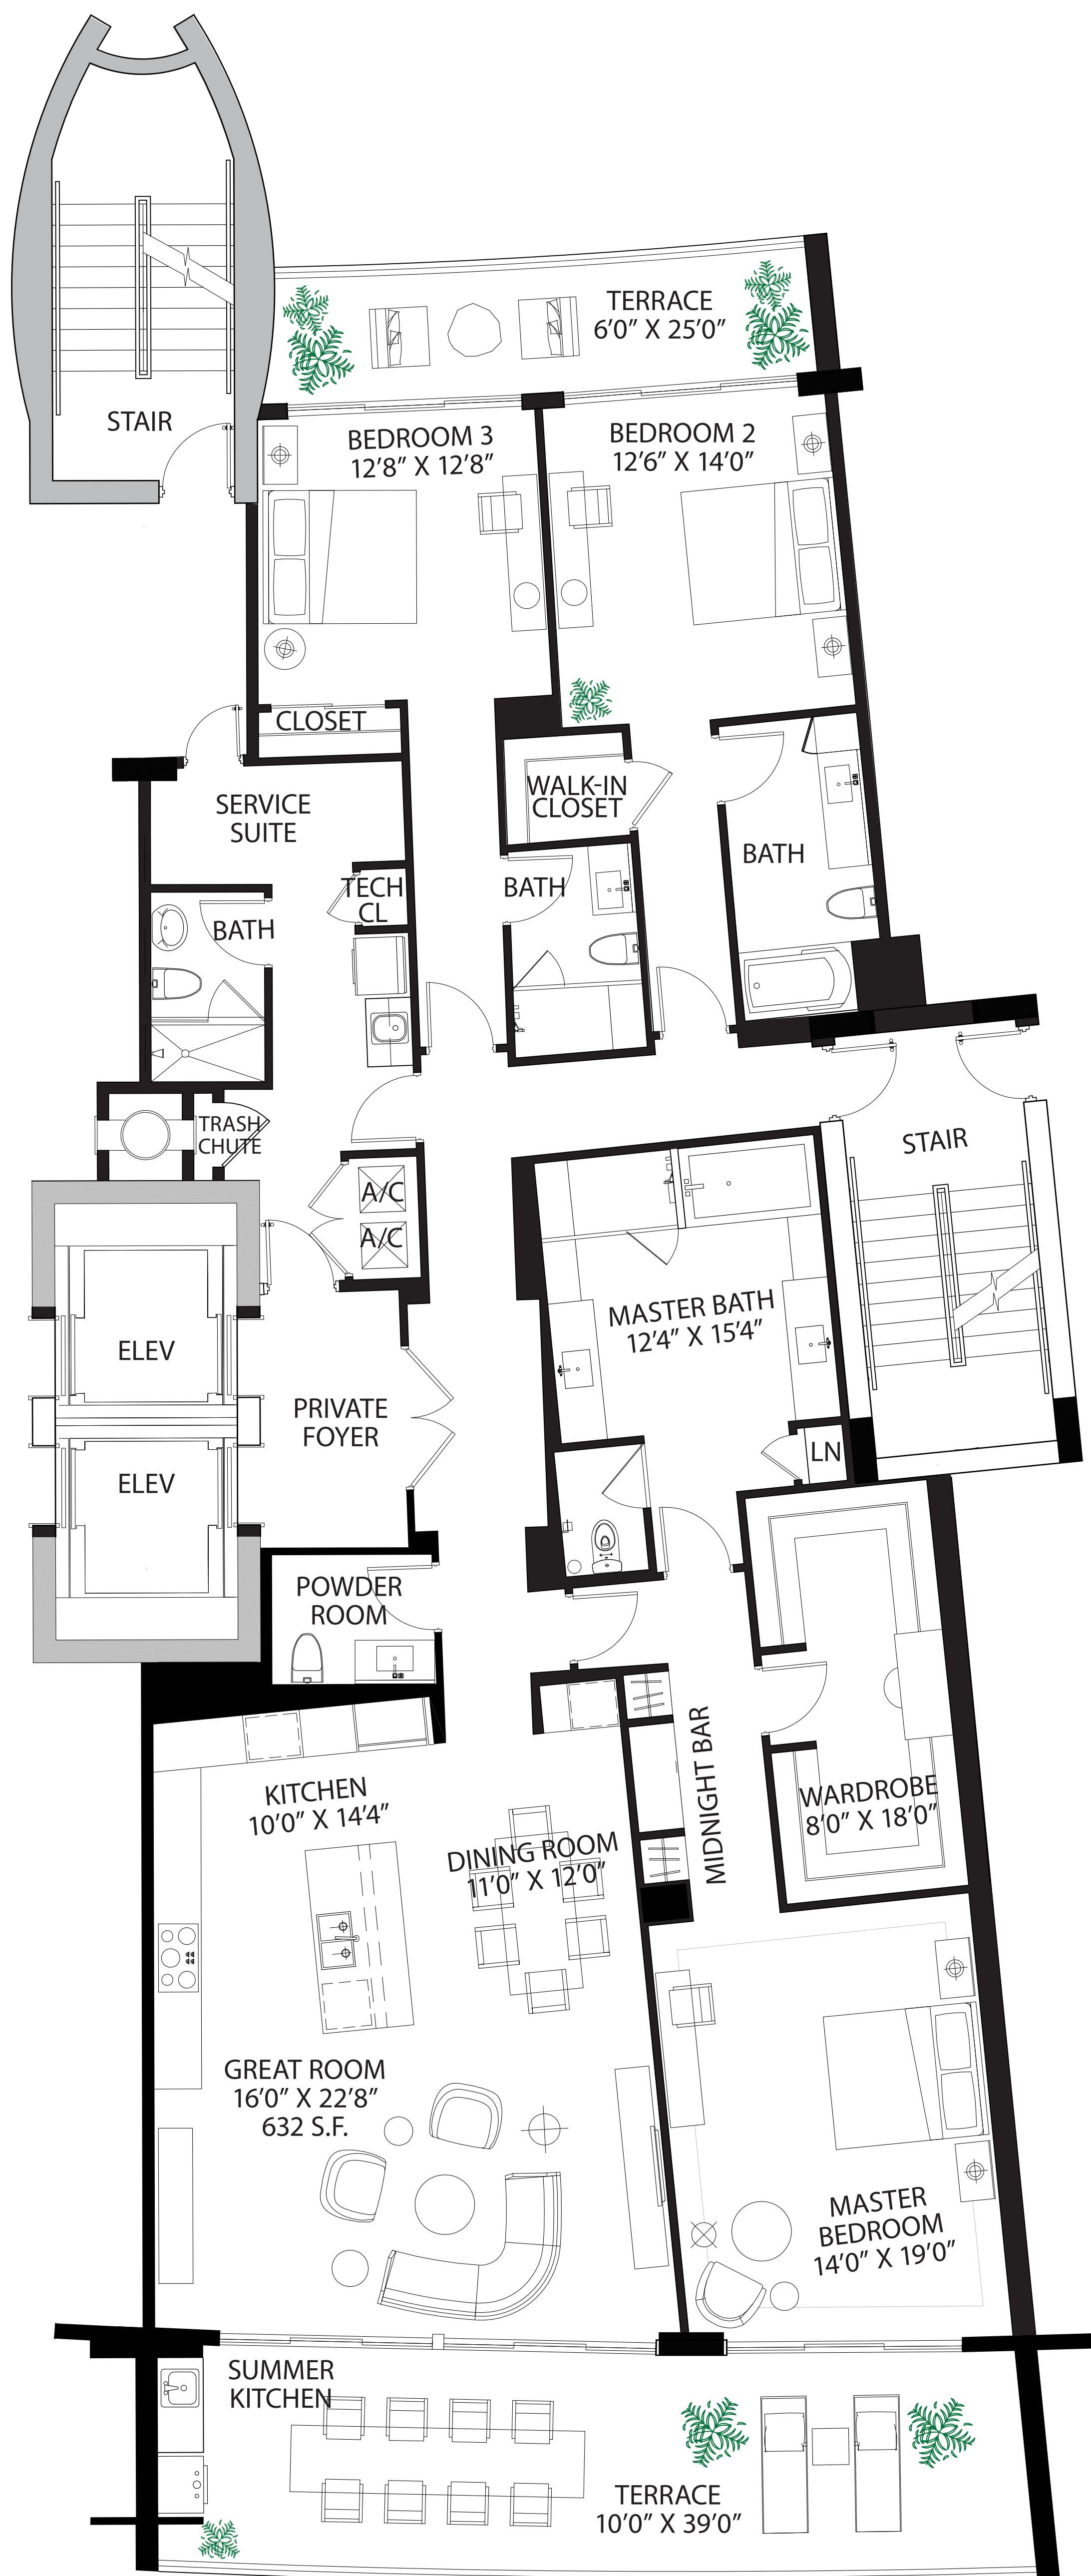 TERRACE
6'0” X 25'0”
STAIR
BEDROOM 3
12'8” X 12'8”
BEDROOM 2
12'6” X 14'0”
CLOSET
WALK-IN
CLOSET
SERVICE
SUITE
BATH
TECH
CL
BATH
BATH
TRASH
CHUTE
STAIR
A/C
A/C
MASTER BATH
12'4” X 15'4”
ELEV
PRIVATE
FOYER
LN
ELEV
POWDER
ROOM
MIDNIGHT BAR
KITCHEN
10'0” X 14'4”
WARDROBE
8'0” X 18'0”
DINING ROOM
11'0” X 12'0”
GREAT ROOM
16'0” X 22'8”
632 S.F.
MASTER
BEDROOM
14'0” X 19'0”
SUMMER
KITCHEN
TERRACE
10'0” X 39'0”